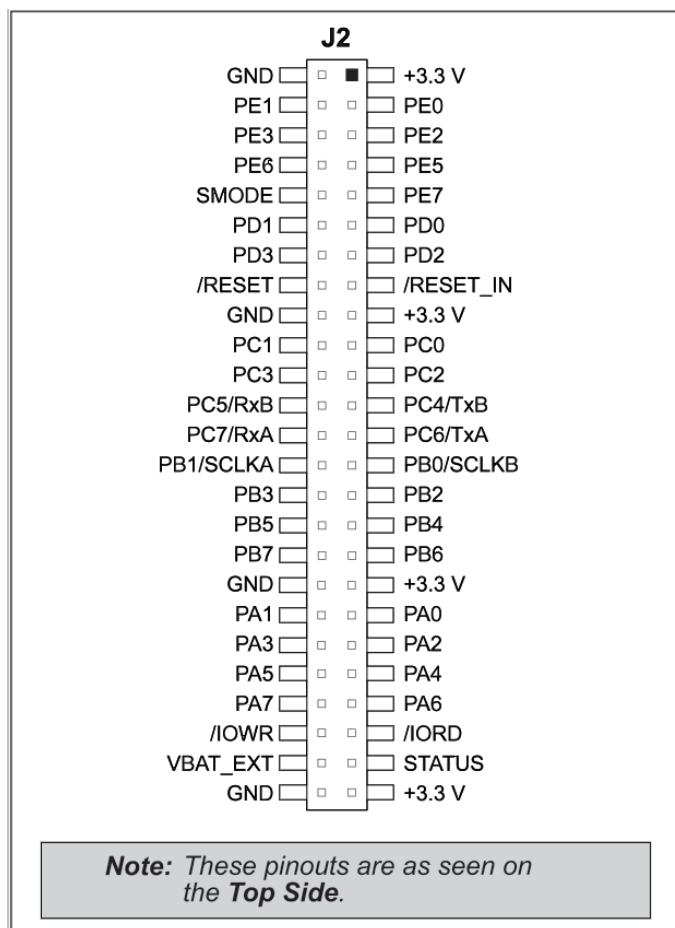 J2
GND +3.3 V
PE1 PE0
PE3 PE2
PE6 PE5
SMODE PE7
PD1 PD0
PD3 PD2
/RESET /RESET_IN
GND +3.3 V
PC1 PC0
PC3 PC2
PC5/RxB PC4/TxB
PC7/RxA PC6/TxA
PB1/SCLKA PB0/SCLKB
PB3 PB2
PB5 PB4
PB7 PB6
GND +3.3 V
PA1 PA0
PA3 PA2
PA5 PA4
PA7 PA6
/IOWR /IORD
VBAT_EXT STATUS
GND +3.3 V
Note: These pinouts are as seen on
the Top Side.